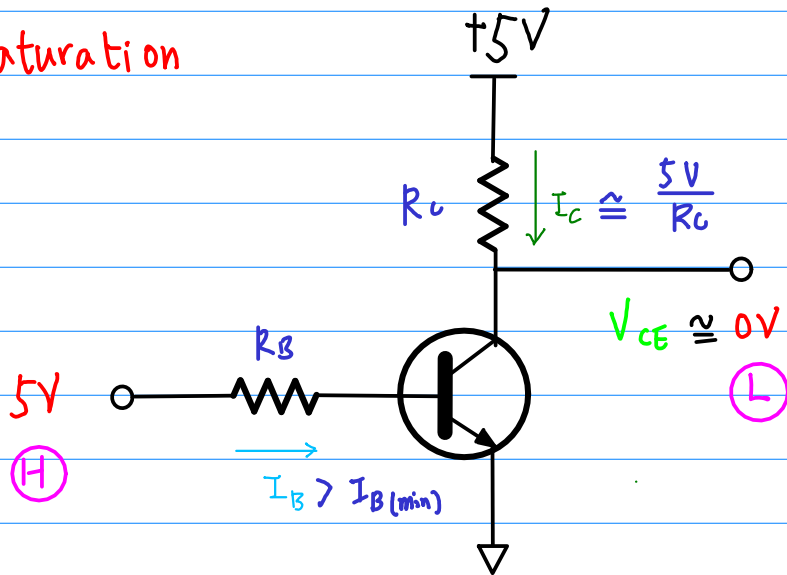 +5V
aturation
5V
Rc
Ic ≅
Rc
RB
VCE ≅ 0V
5V
L
H
IB > IB(min)